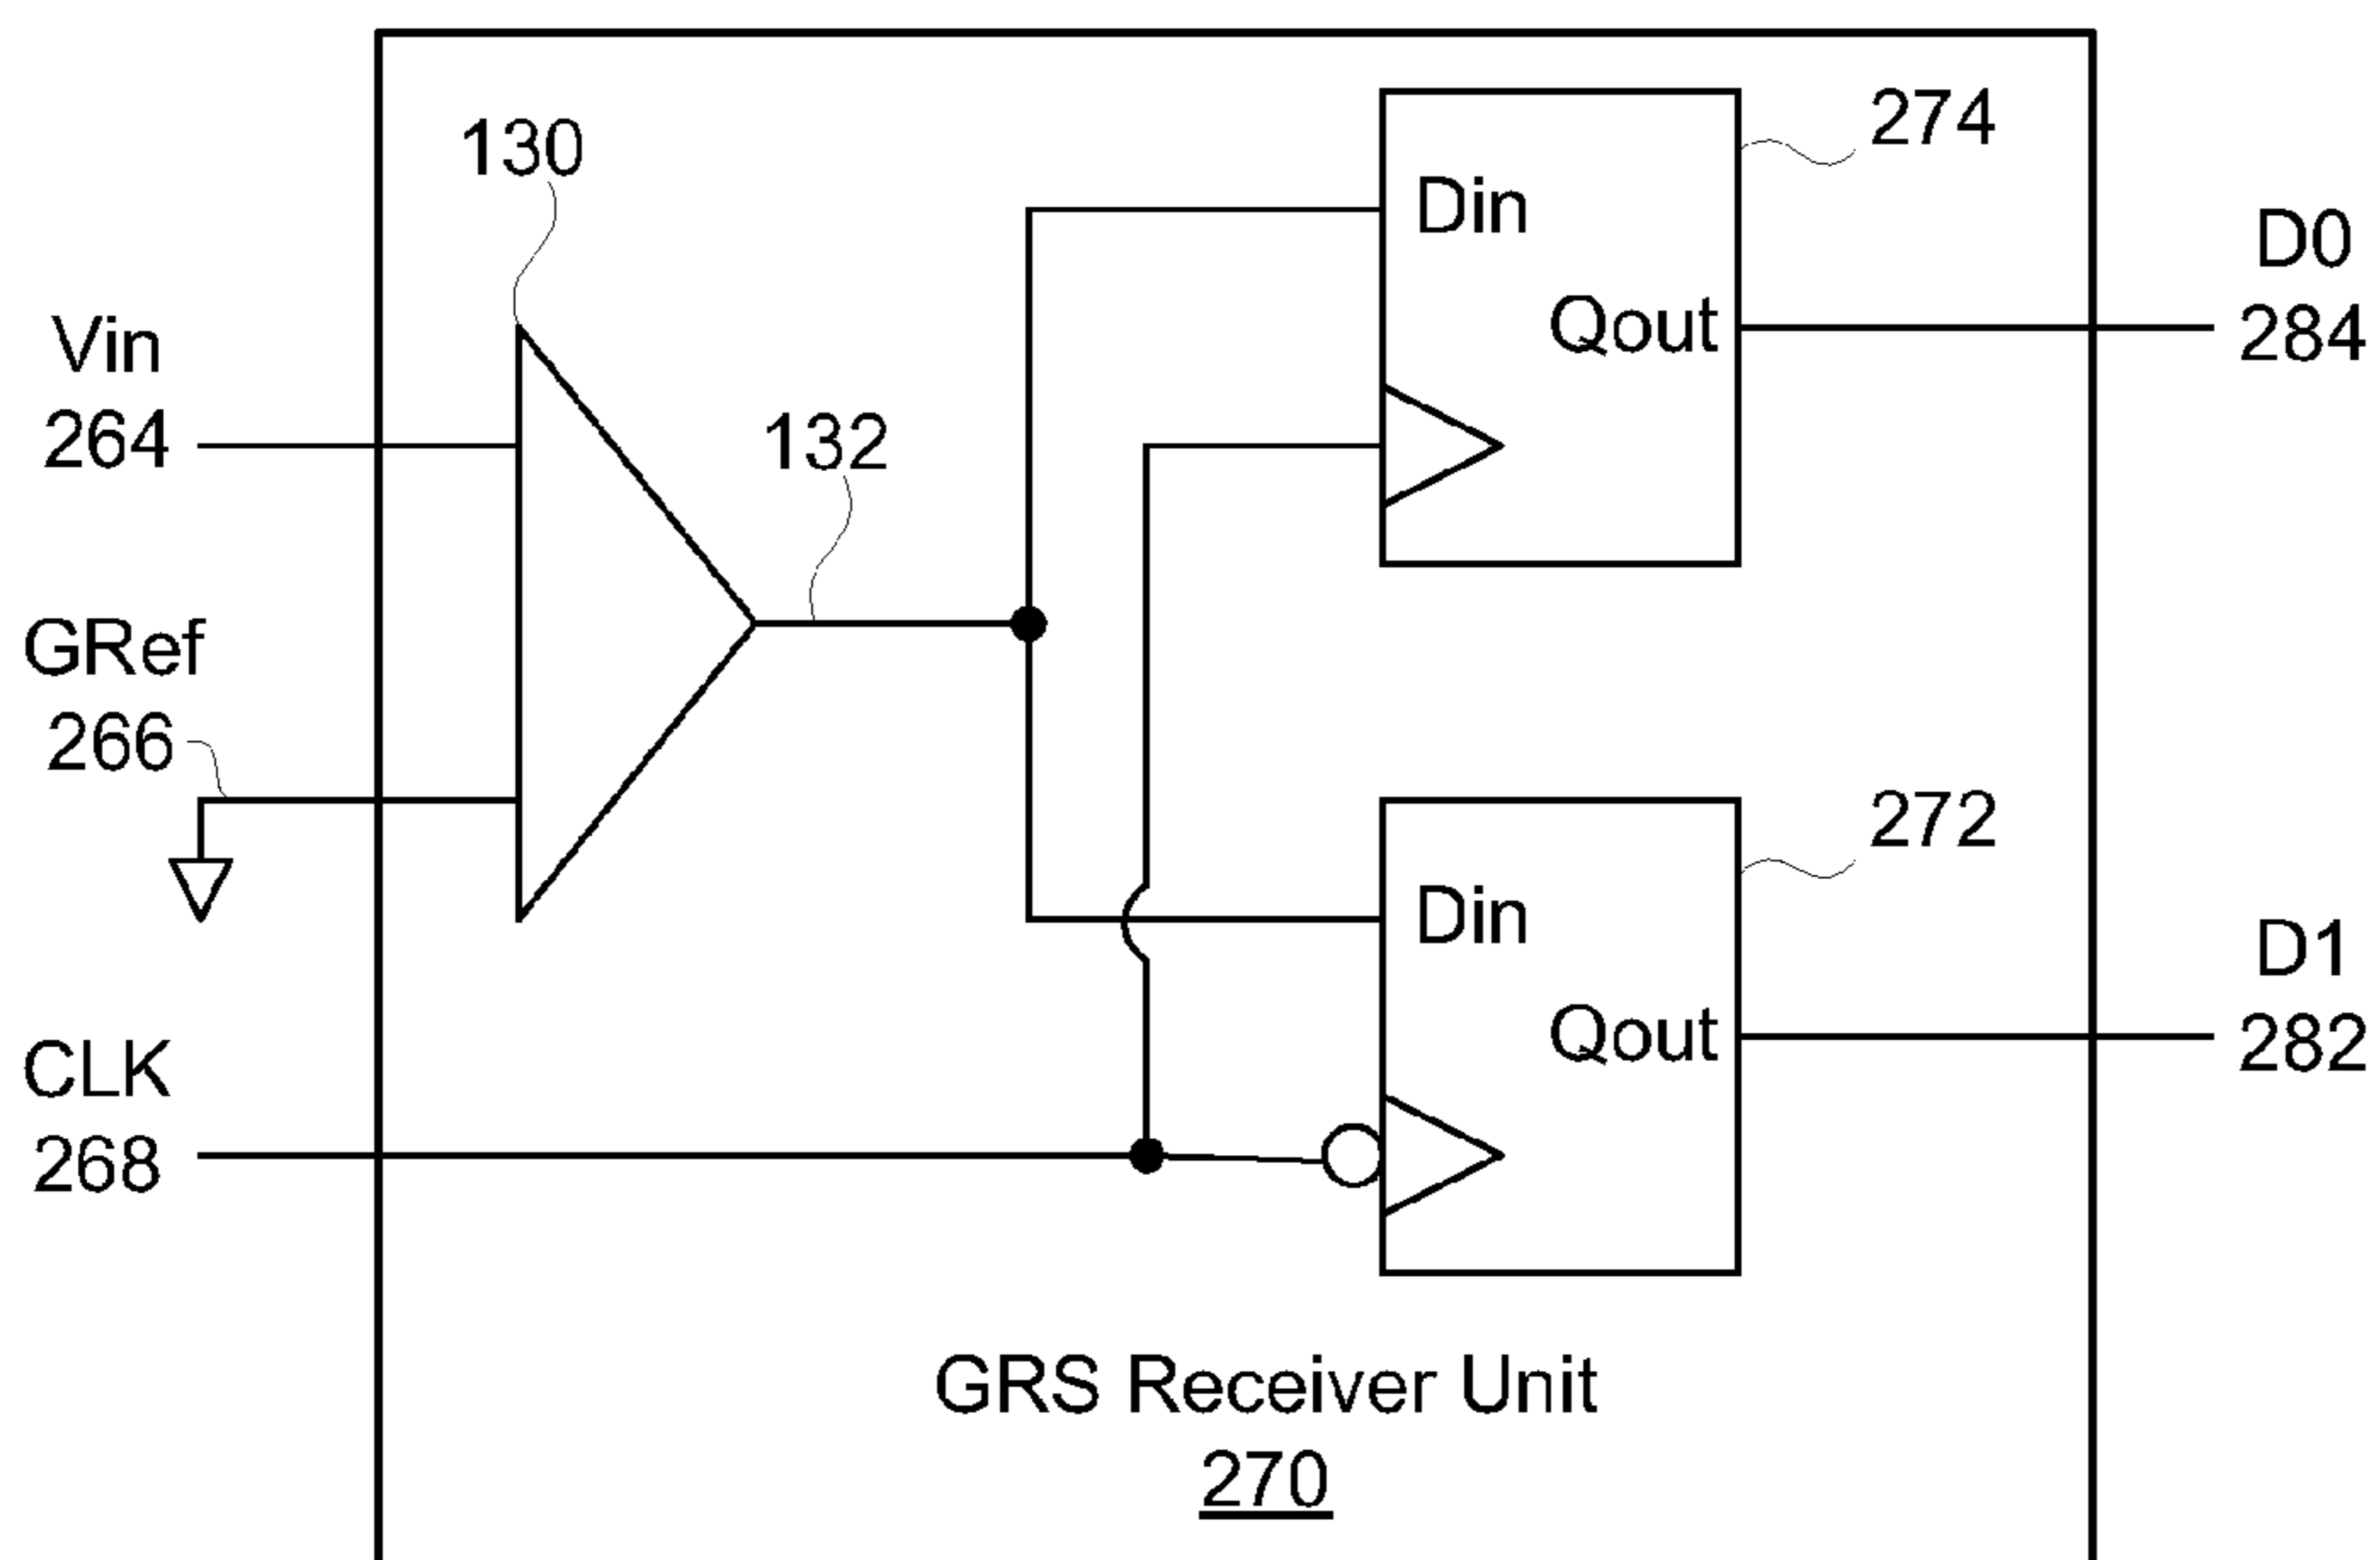 130
Vin
264
132
GRef
266
CLK
268
Din
Qout
274
D0
284
Din
Qout
272
D1
282
GRS Receiver Unit
270